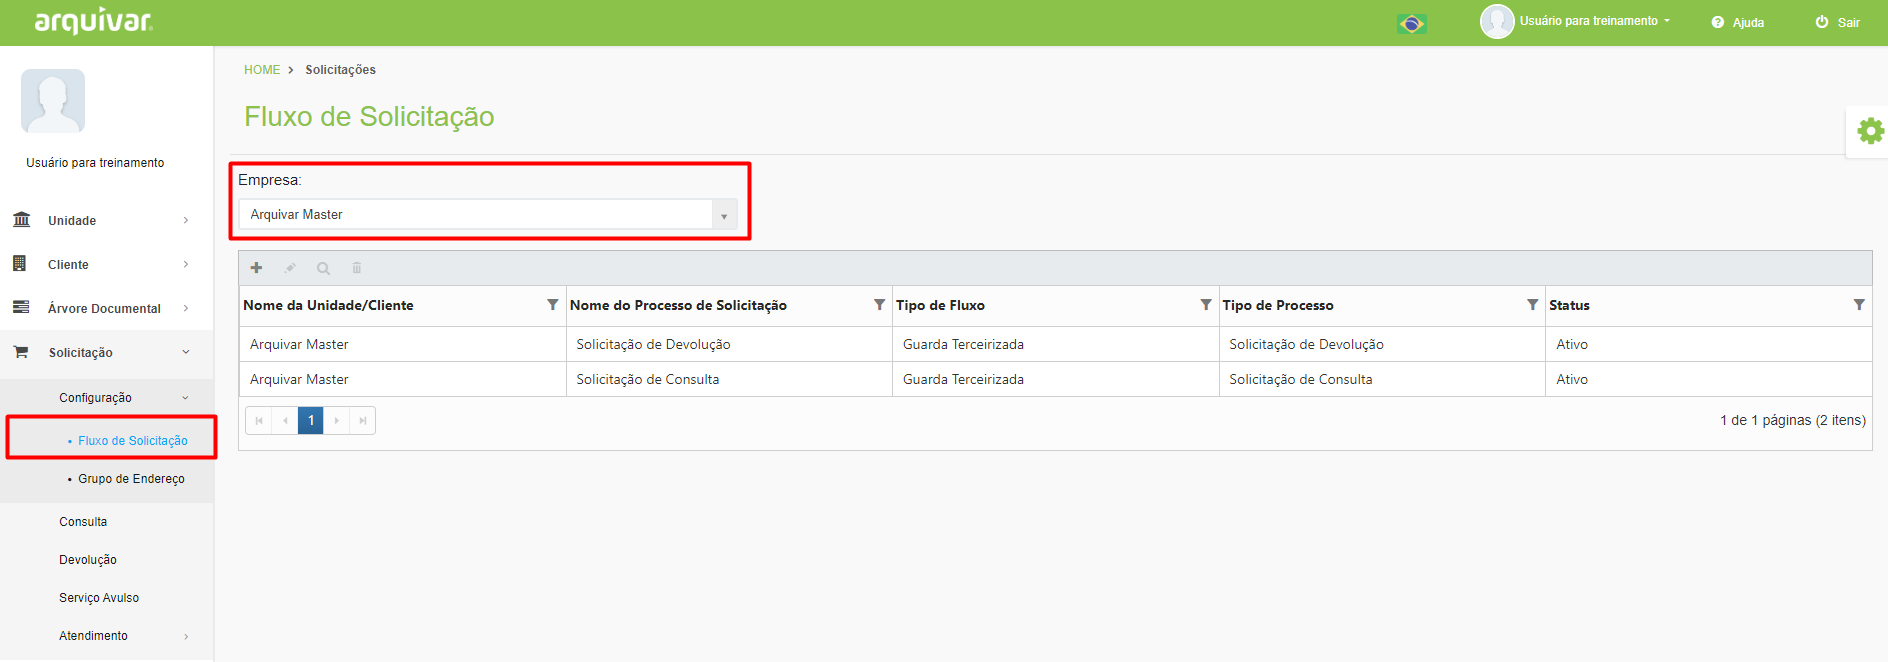 arquivar
Usuário para treinamento
Ajuda
Sair
Usuário para treinamento
Unidade
Cliente
Árvore Documental
Solicitação
Configuração
• Fluxo de Solicitação
• Grupo de Endereço
Consulta
Devolução
Serviço Avulso
Atendimento
HOME > Solicitações
Fluxo de Solicitação
Empresa:
Arquivar Master
Nome da Unidade/Cliente Nome do Processo de Solicitação Tipo de Fluxo Tipo de Processo Status
Arquivar Master Solicitação de Devolução Guarda Terceirizada Solicitação de Devolução Ativo
Arquivar Master Solicitação de Consulta Guarda Terceirizada Solicitação de Consulta Ativo
1
1 de 1 páginas (2 itens)